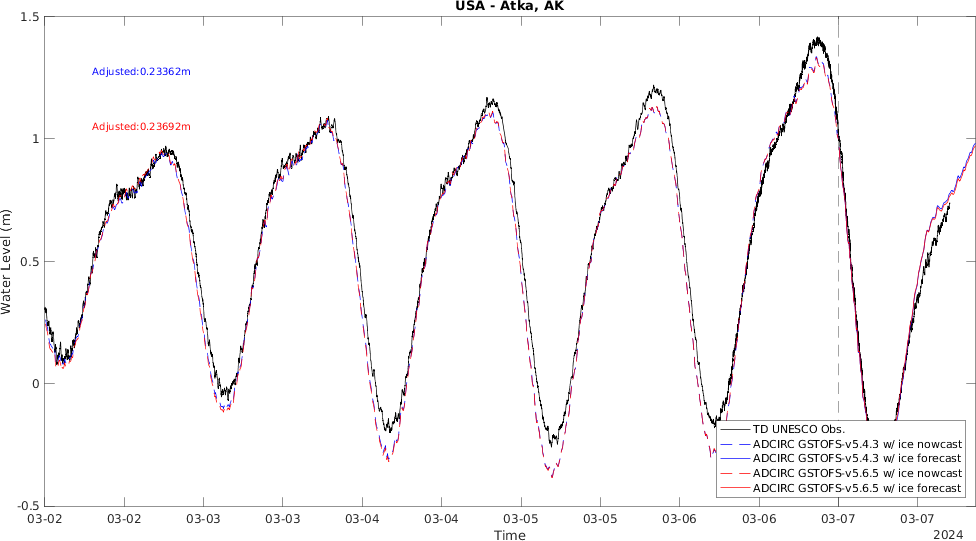 USA - Atka, AK
1.5
1
0.5
0
-0.5
Water Level (m)
Adjusted:0.23362m
Adjusted:0.23692m
TD UNESCO Obs.
ADCIRC GSTOFS-v5.4.3 w/ ice nowcast
ADCIRC GSTOFS-v5.4.3 w/ ice forecast
ADCIRC GSTOFS-v5.6.5 w/ ice nowcast
ADCIRC GSTOFS-v5.6.5 w/ ice forecast
03-02 03-02 03-03 03-03 03-04 03-04 03-05 03-05 03-06 03-06 03-07 03-07
Time
2024